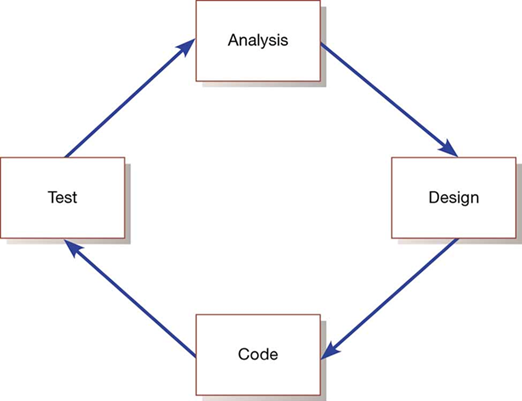 Analysis
Test
Design
Code